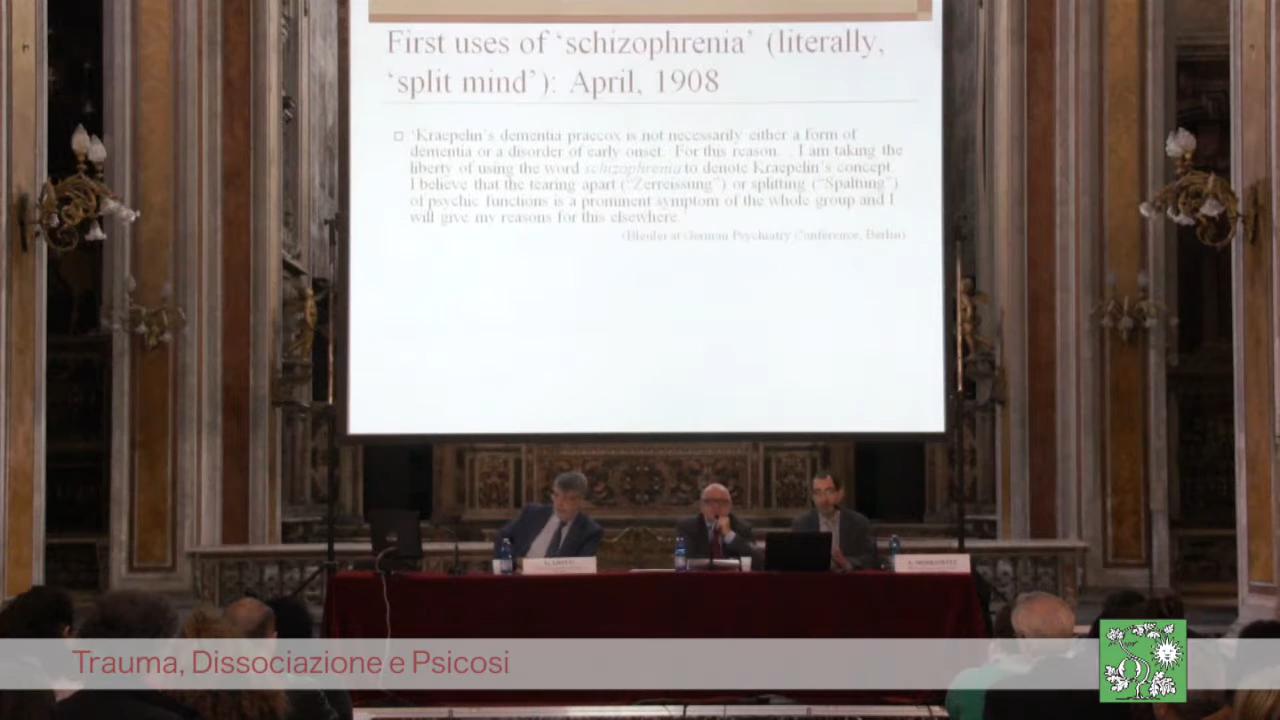 First uses of ‘schizophrenia’ (literally,
‘split mind’): April, 1908
‘Kraepelin’s dementia praecox is not necessarily either a form of
dementia or a disorder of early onset. For this reason. . I am taking the
liberty of using the word schizophrenia to denote Kraepelin’s concept.
I believe that the tearing apart (“Zerreissung”) or splitting (“Spaltung”)
of psychic functions is a prominent symptom of the whole group and I
will give my reasons for this elsewhere.
(Bleuler at German Psychiatry Conference, Berlin)
A. MOSKOWITZ
Trauma, Dissociazione e Psicosi